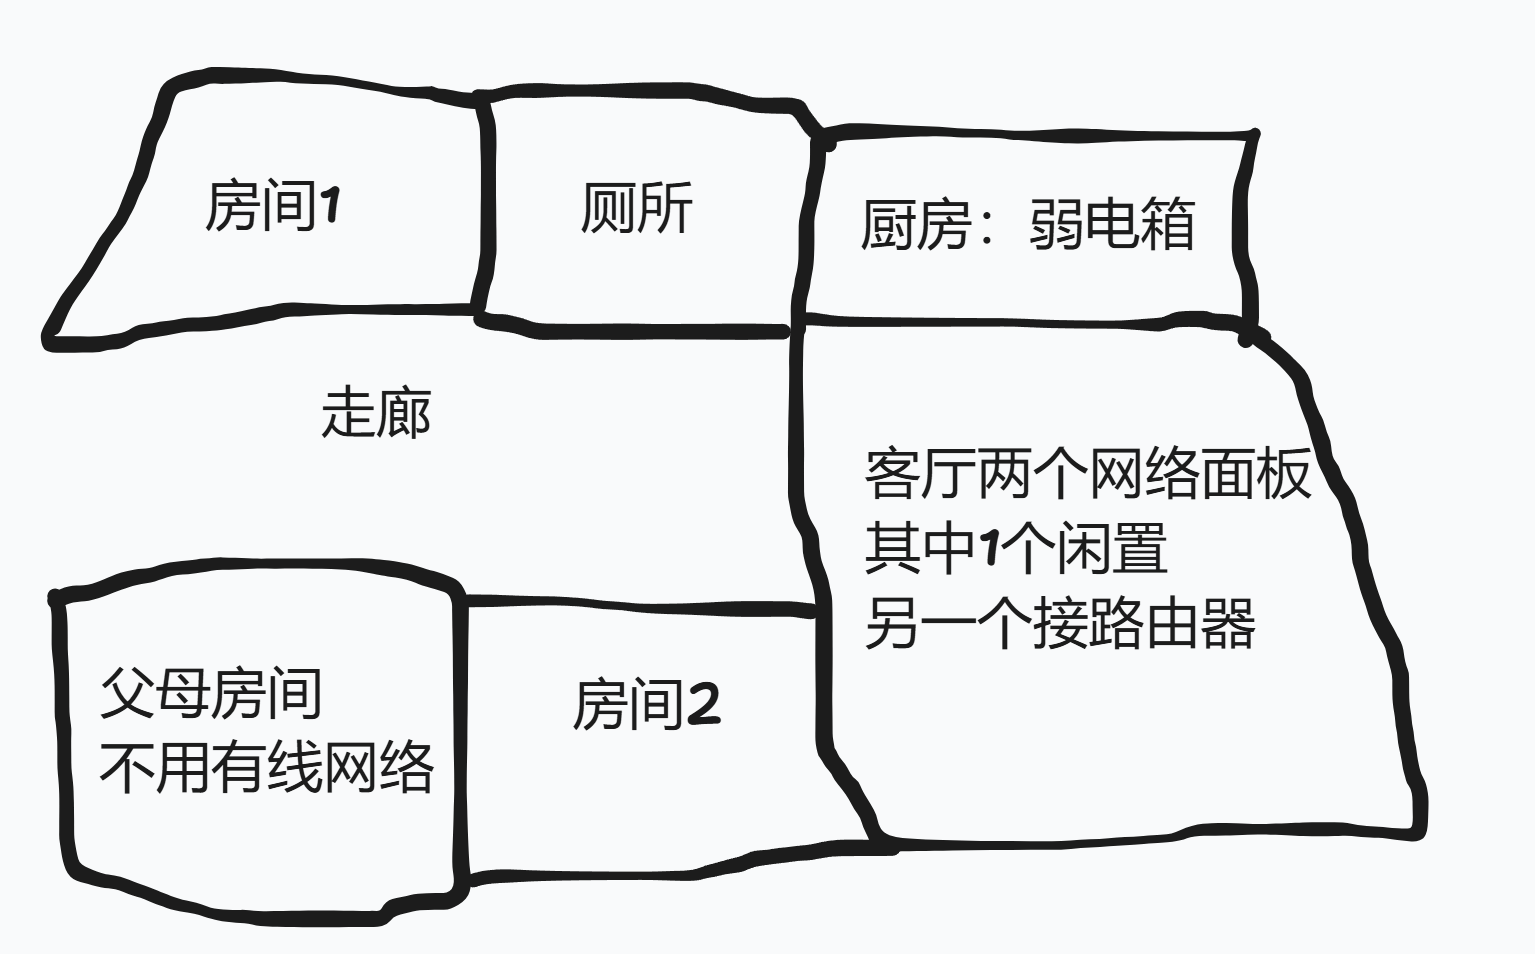 房间1
厕所
厨房：弱电箱
走廊
客厅两个网络面板
其中1个闲置
另一个接路由器
父母房间
不用有线网络
房间2